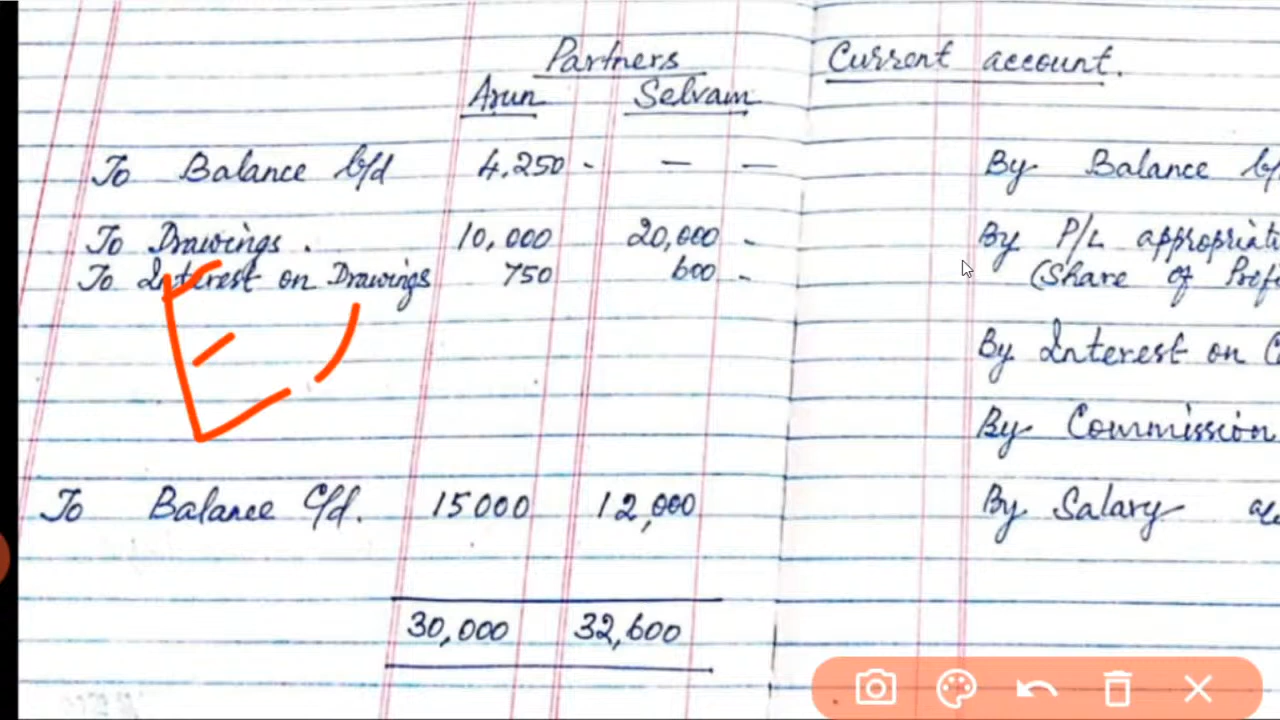 Partners Current account.
Arun Selvam
To Balance b/d 4.250 - — — By Balance b/
To Drawings. 10,000 20,000 - By P/L appropriati
To Interest on Drawings 750 600 - (Share of Profi
E,
By Interest on C
By Commission
To Balance C/d. 15000 12,000 By Salary
30,000 32,600